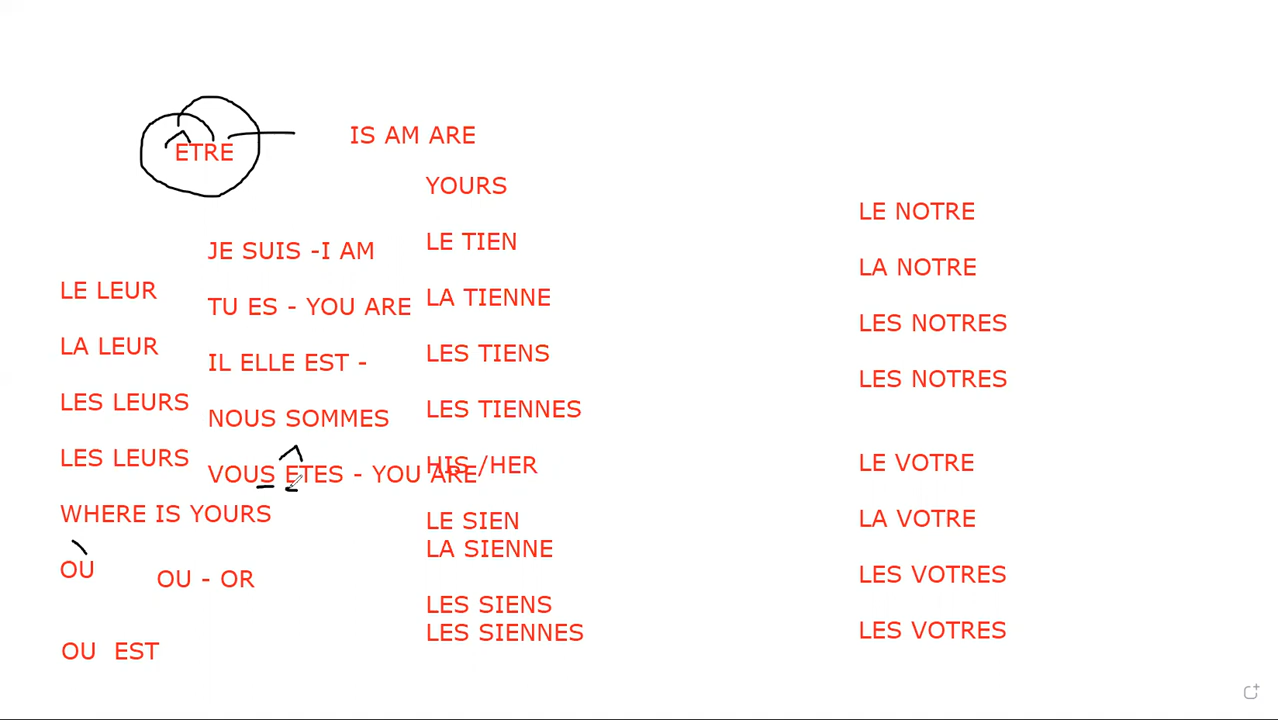 ÊTRE
IS AM ARE
JE SUIS -I AM
TU ES - YOU ARE
IL ELLE EST -
NOUS SOMMES
VOUS ÊTES - YOU ARE
LE LEUR
LA LEUR
LES LEURS
LES LEURS
WHERE IS YOURS
OÙ
OU - OR
OU EST
YOURS
LE TIEN
LA TIENNE
LES TIENS
LES TIENNES
HIS /HER
LE SIEN
LA SIENNE
LES SIENS
LES SIENNES
LE NOTRE
LA NOTRE
LES NOTRES
LES NOTRES
LE VOTRE
LA VOTRE
LES VOTRES
LES VOTRES